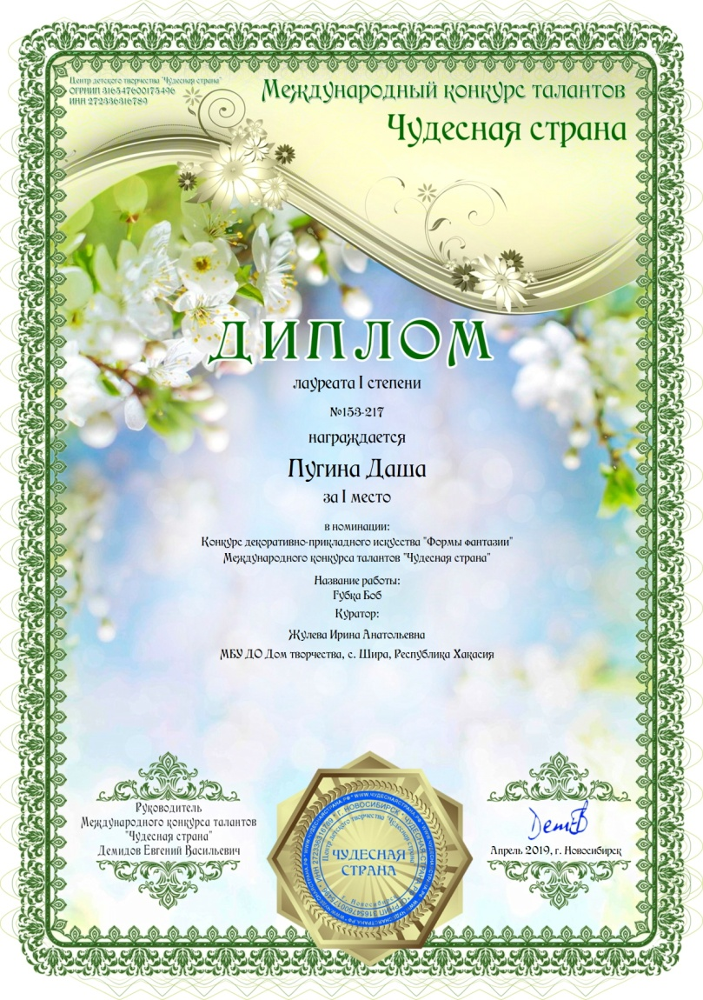 Центр детского творчества "Чудесная страна"
ОГРНИП 316547600175496
ИНН 272336316789
Международный конкурс талантов
Чудесная страна
ДИПЛОМ
лауреата I степени
№153-217
награждается
Пугина Даша
за I место
в номинации:
Конкурс декоративно-прикладного искусства "Формы фантазии"
Международного конкурса талантов "Чудесная страна"
Название работы:
Губка Боб
Куратор:
Жулева Ирина Анатольевна
МБУ ДО Дом творчества, с. Шира, Республика Хакасия
Руководитель
Международного конкурса талантов
"Чудесная страна"
Демидов Евгений Васильевич
ЧУДЕСНАЯ
СТРАНА
Апрель 2019, г. Новосибирск